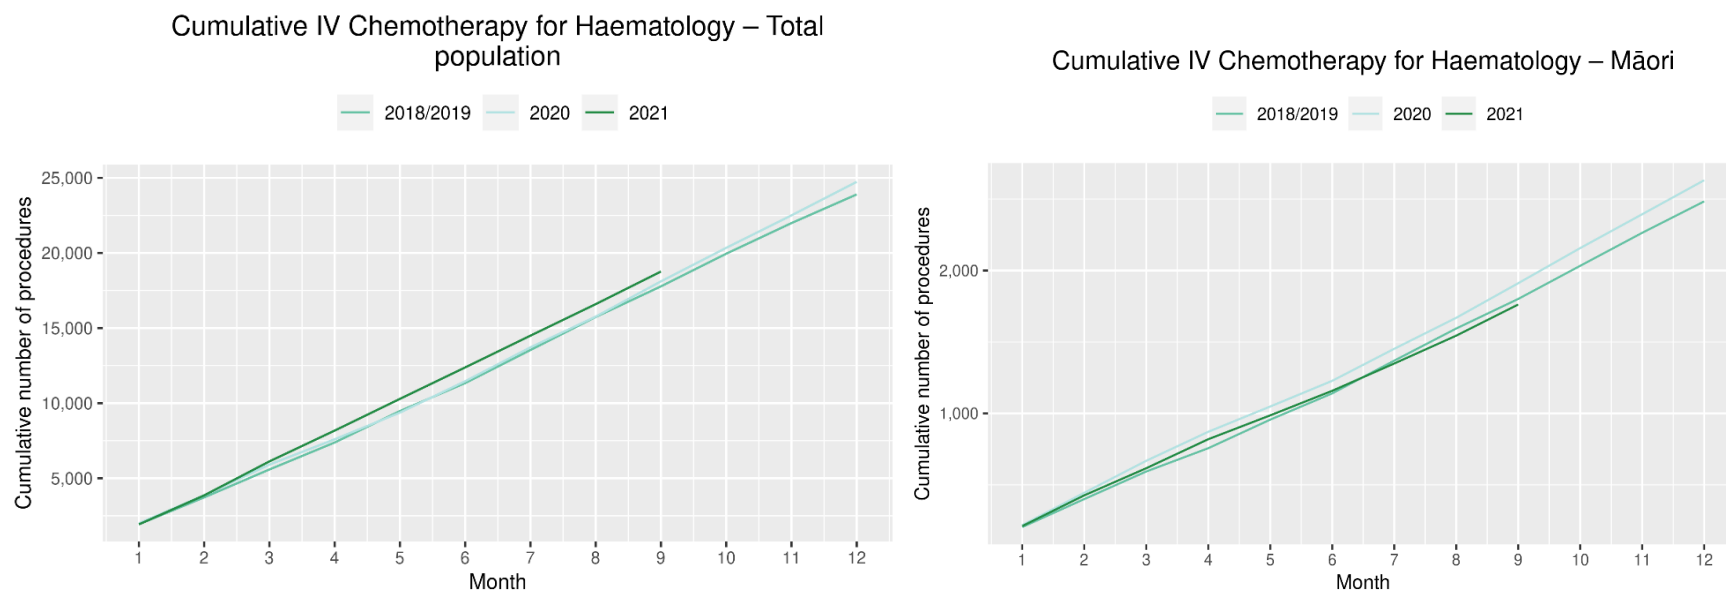 Cumulative IV Chemotherapy for Haematology – Total
population
2018/2019 2020 2021
25,000
20,000
15,000
10,000
5,000
Cumulative number of procedures
1 2 3 4 5 6 7 8 9 10 11 12
Month
Cumulative IV Chemotherapy for Haematology – Māori
2018/2019 2020 2021
2,000
1,000
Cumulative number of procedures
1 2 3 4 5 6 7 8 9 10 11 12
Month